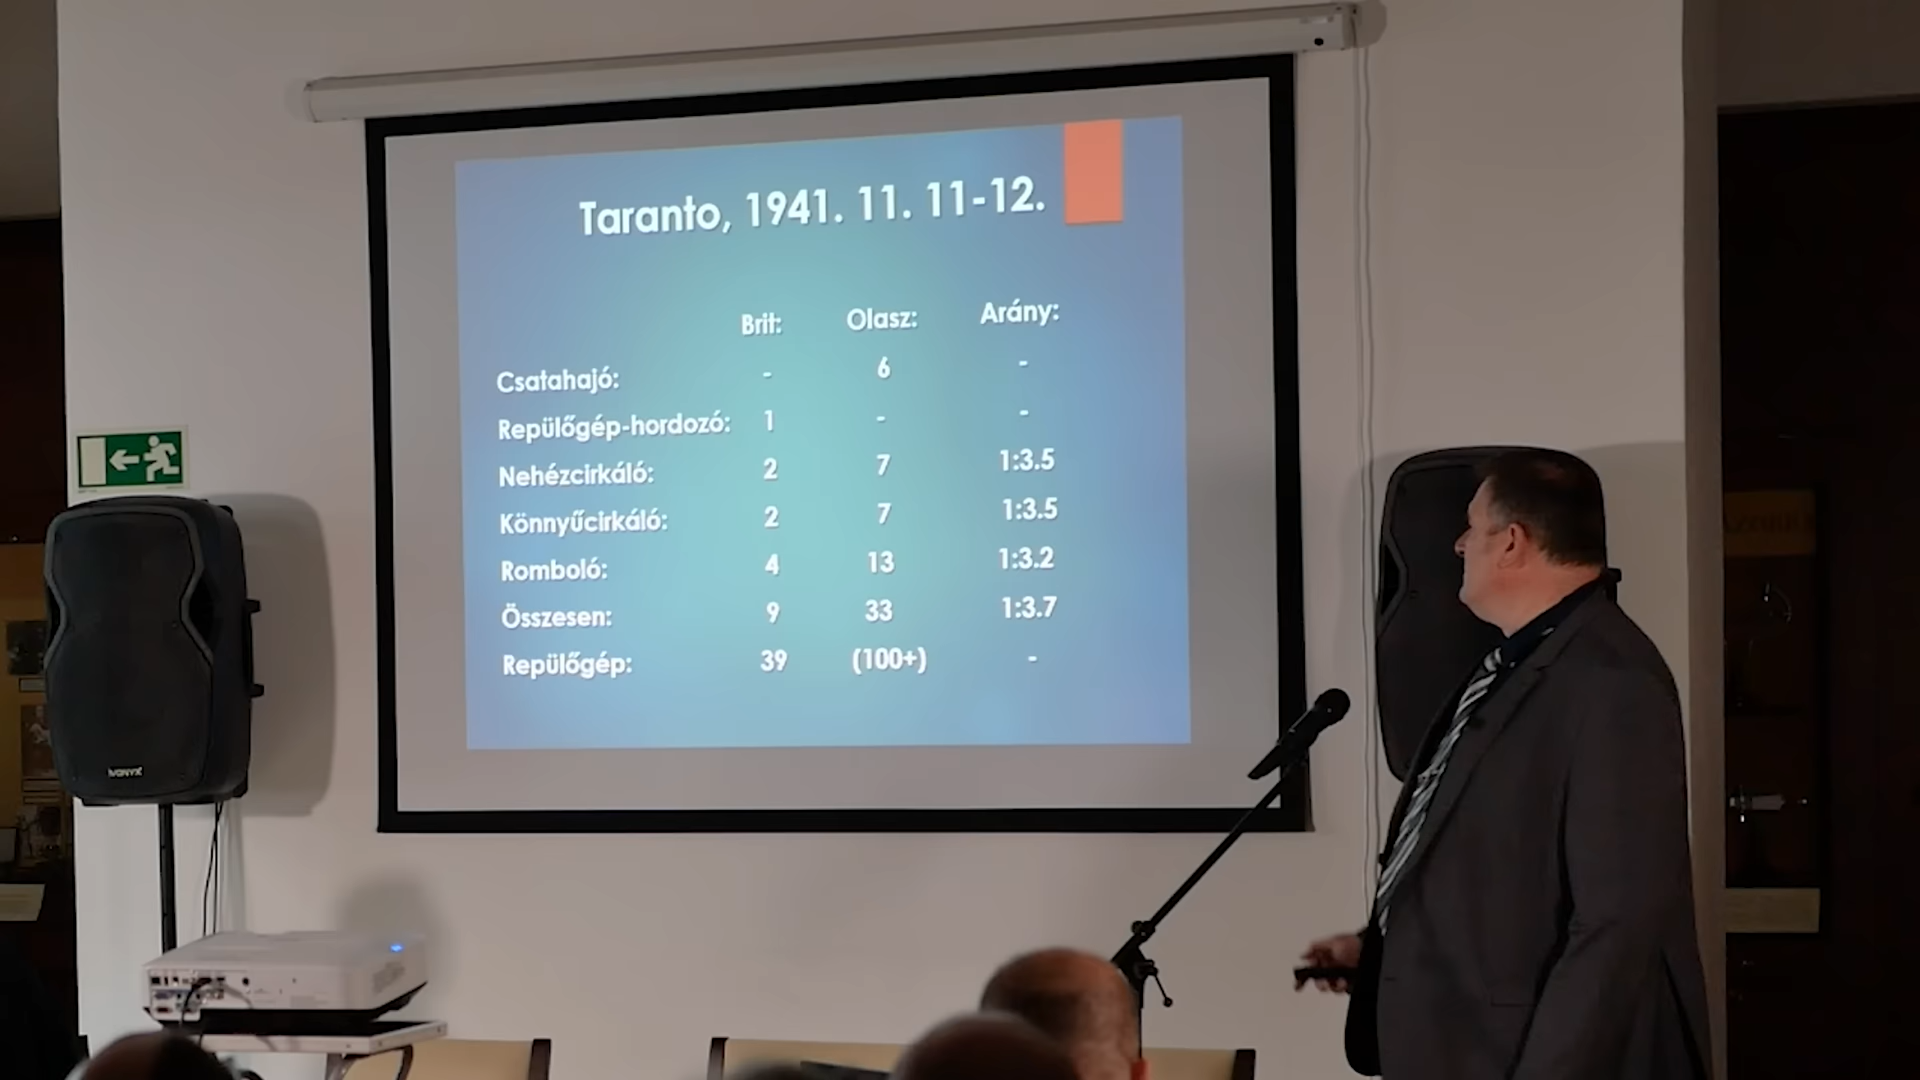 Taranto, 1941. 11. 11-12.
Brit: Olasz: Arány:
Csatahajó: - 6 -
Repülőgép-hordozó: 1 - -
Nehézcirkáló: 2 7 1:3.5
Könnyűcirkáló: 2 7 1:3.5
Romboló: 4 13 1:3.2
Összesen: 9 33 1:3.7
Repülőgép: 39 (100+) -